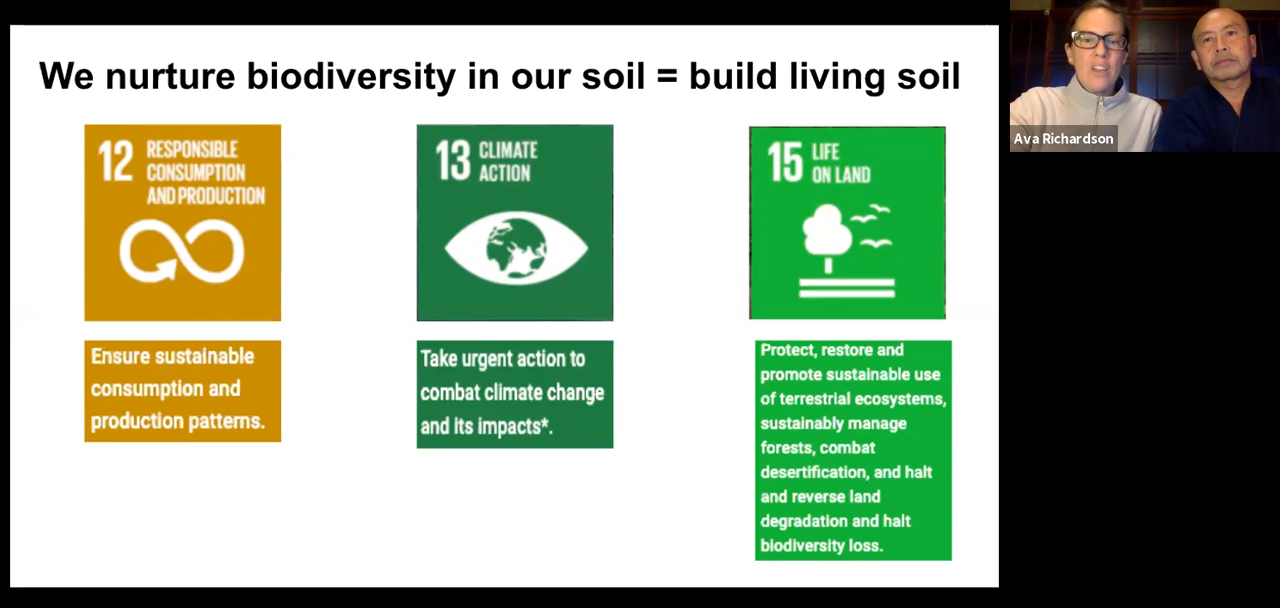 We nurture biodiversity in our soil = build living soil
12 RESPONSIBLE
CONSUMPTION
AND PRODUCTION
Ensure sustainable
consumption and
production patterns.
13 CLIMATE
ACTION
Take urgent action to
combat climate change
and its impacts*.
15 LIFE
ON LAND
Protect, restore and
promote sustainable use
of terrestrial ecosystems,
sustainably manage
forests, combat
desertification, and halt
and reverse land
degradation and halt
biodiversity loss.
Ava Richardson